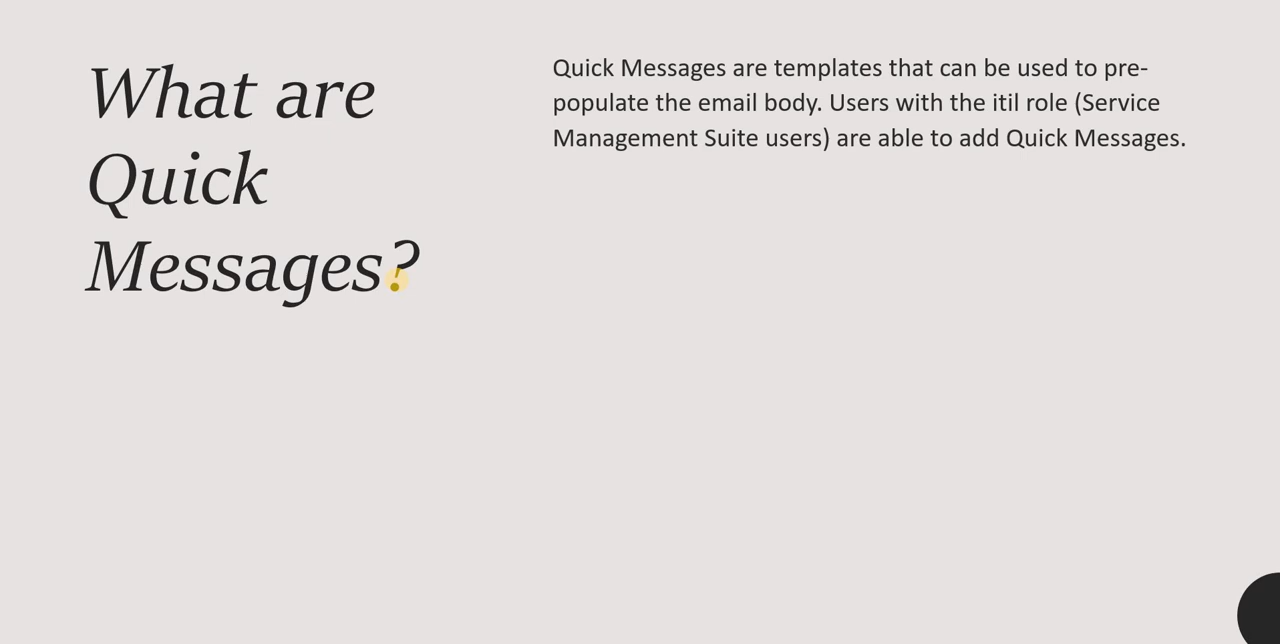 What are
Quick
Messages?
Quick Messages are templates that can be used to pre-
populate the email body. Users with the itil role (Service
Management Suite users) are able to add Quick Messages.